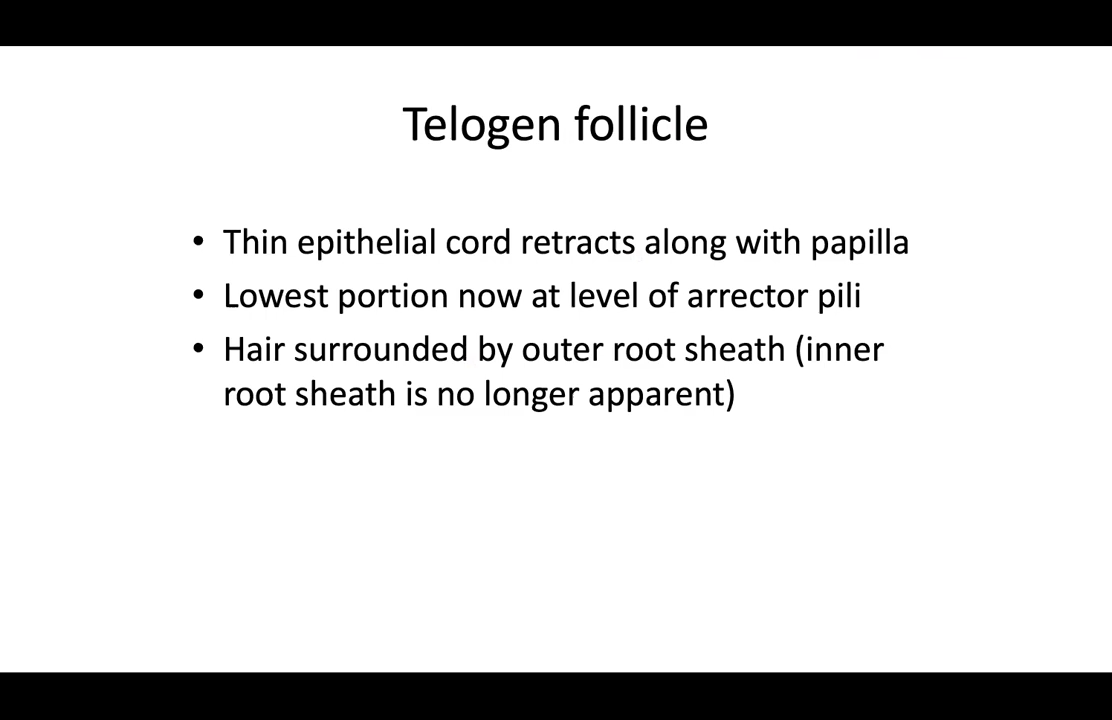 Telogen follicle
• Thin epithelial cord retracts along with papilla
• Lowest portion now at level of arrector pili
• Hair surrounded by outer root sheath (inner
root sheath is no longer apparent)